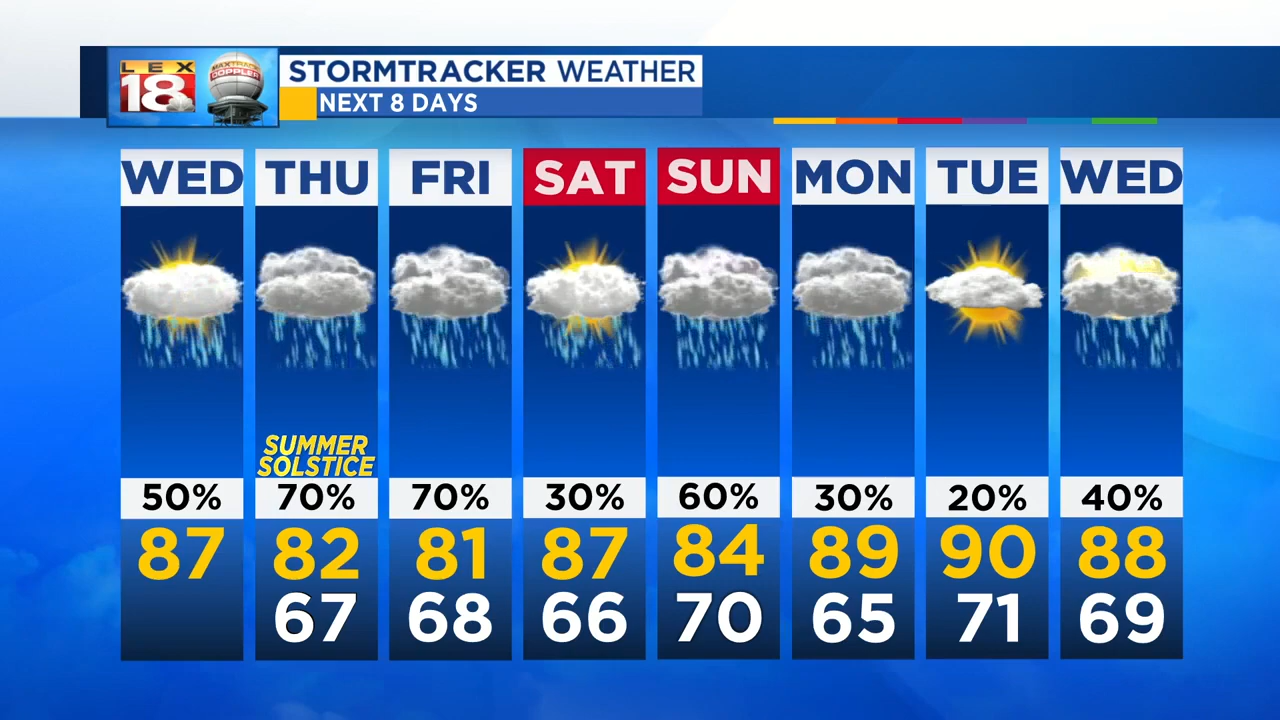 LEX
18
MAXTRACK
DOPPLER
STORMTRACKER WEATHER
NEXT 8 DAYS
WED THU FRI SAT SUN MON TUE WED
SUMMER
SOLSTICE
50% 70% 70% 30% 60% 30% 20% 40%
87 82 81 87 84 89 90 88
67 68 66 70 65 71 69